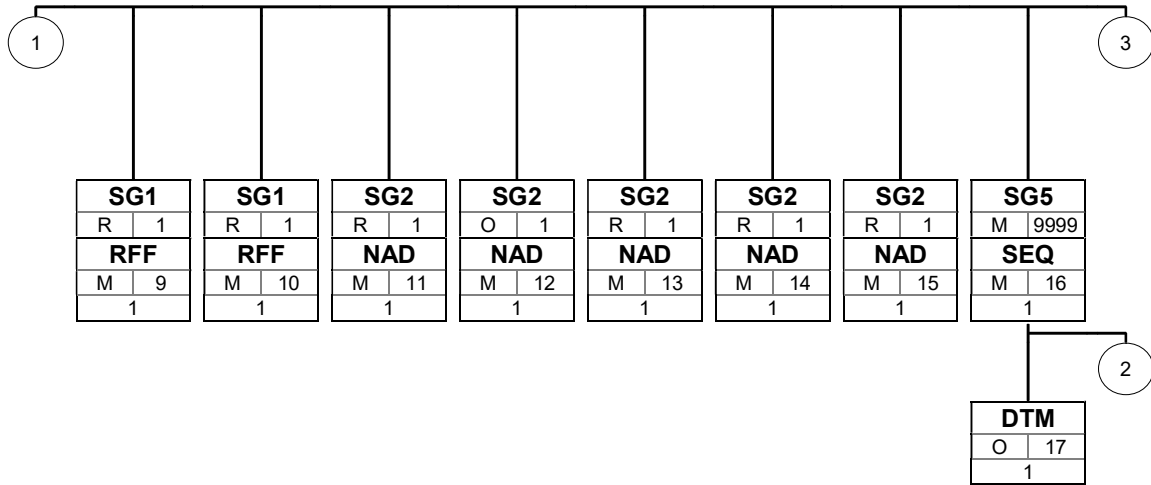 1
3
SG1 SG1 SG2 SG2 SG2 SG2 SG2 SG5
R 1 R 1 R 1 O 1 R 1 R 1 R 1 M 9999
RFF RFF NAD NAD NAD NAD NAD SEQ
M 9 M 10 M 11 M 12 M 13 M 14 M 15 M 16
1 1 1 1 1 1 1 1
2
DTM
O 17
1